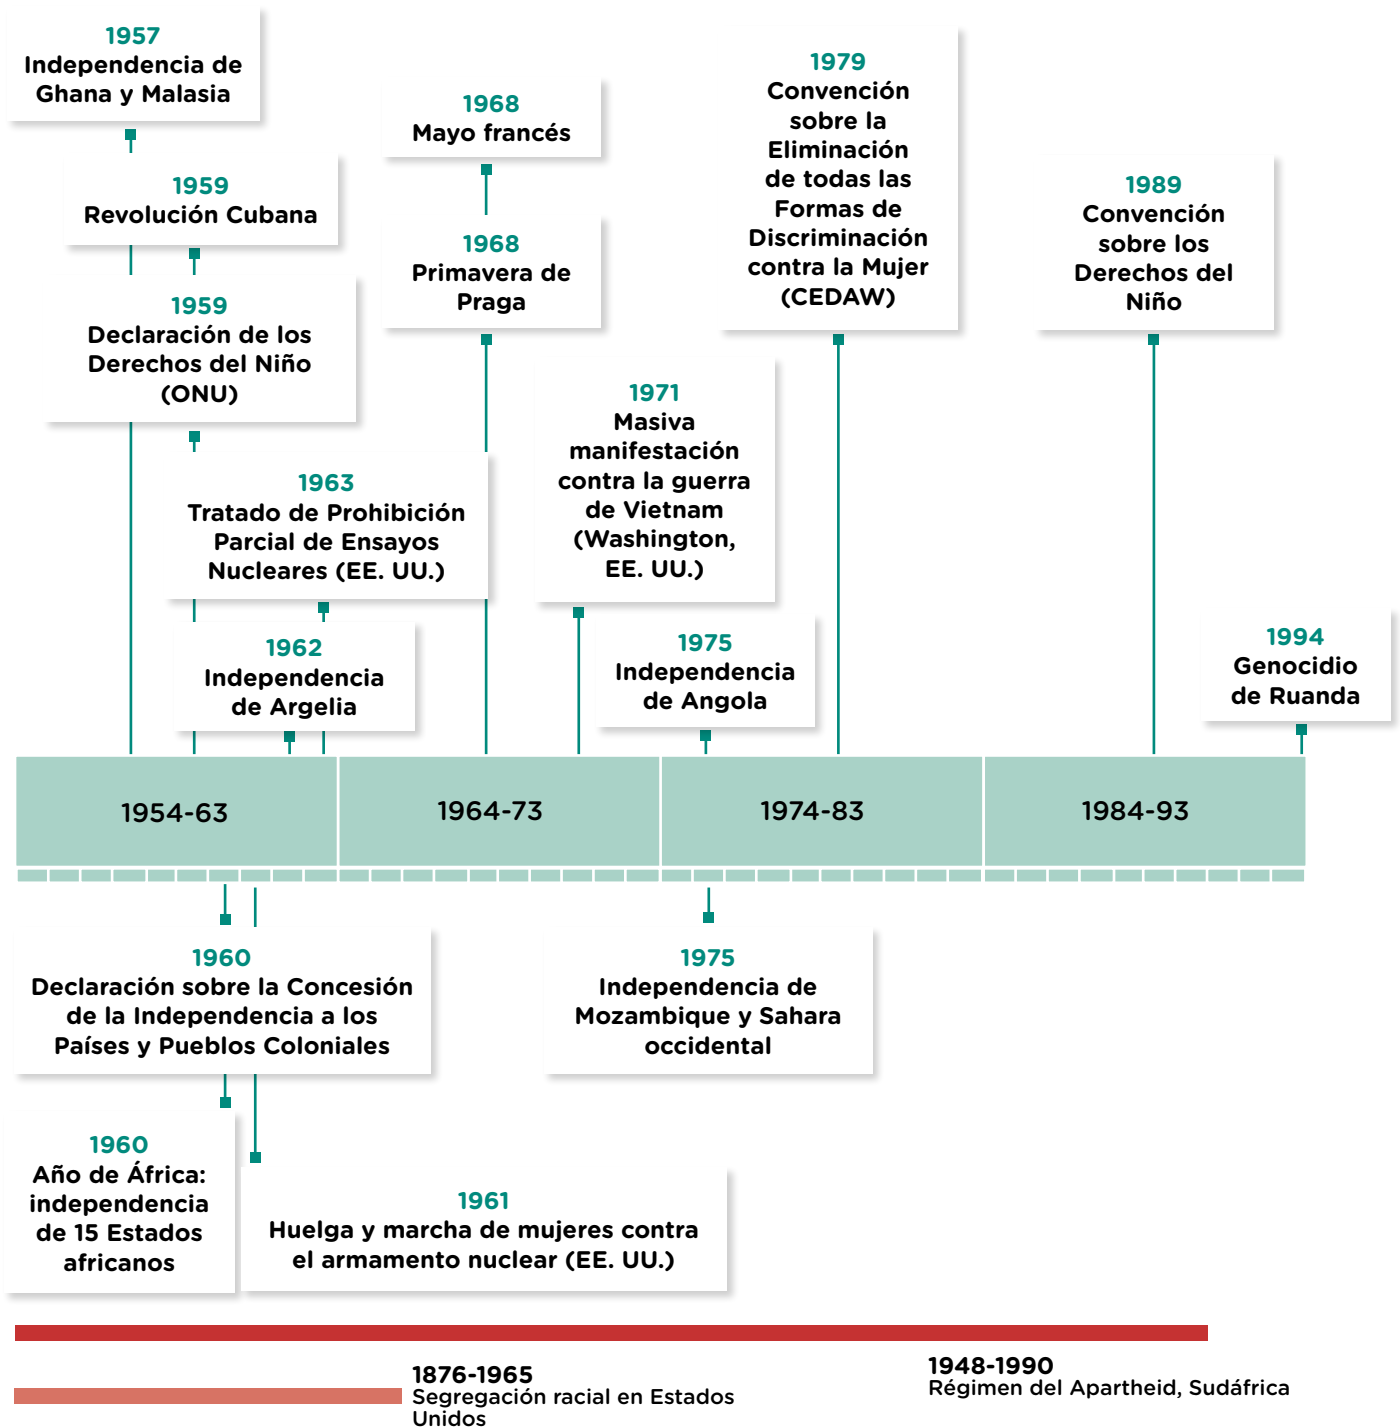 1957
Independencia de
Ghana y Malasia
1959
Revolución Cubana
1959
Declaración de los
Derechos del Niño
(ONU)
1963
Tratado de Prohibición
Parcial de Ensayos
Nucleares (EE. UU.)
1962
Independencia
de Argelia
1968
Mayo francés
1968
Primavera de
Praga
1971
Masiva
manifestación
contra la guerra
de Vietnam
(Washington,
EE. UU.)
1975
Independencia
de Angola
1979
Convención
sobre la
Eliminación
de todas las
Formas de
Discriminación
contra la Mujer
(CEDAW)
1989
Convención
sobre los
Derechos del
Niño
1994
Genocidio
de Ruanda
1954-63
1964-73
1974-83
1984-93
1960
Declaración sobre la Concesión
de la Independencia a los
Países y Pueblos Coloniales
1975
Independencia de
Mozambique y Sahara
occidental
1960
Año de África:
independencia
de 15 Estados
africanos
1961
Huelga y marcha de mujeres contra
el armamento nuclear (EE. UU.)
1876-1965
Segregación racial en Estados
Unidos
1948-1990
Régimen del Apartheid, Sudáfrica